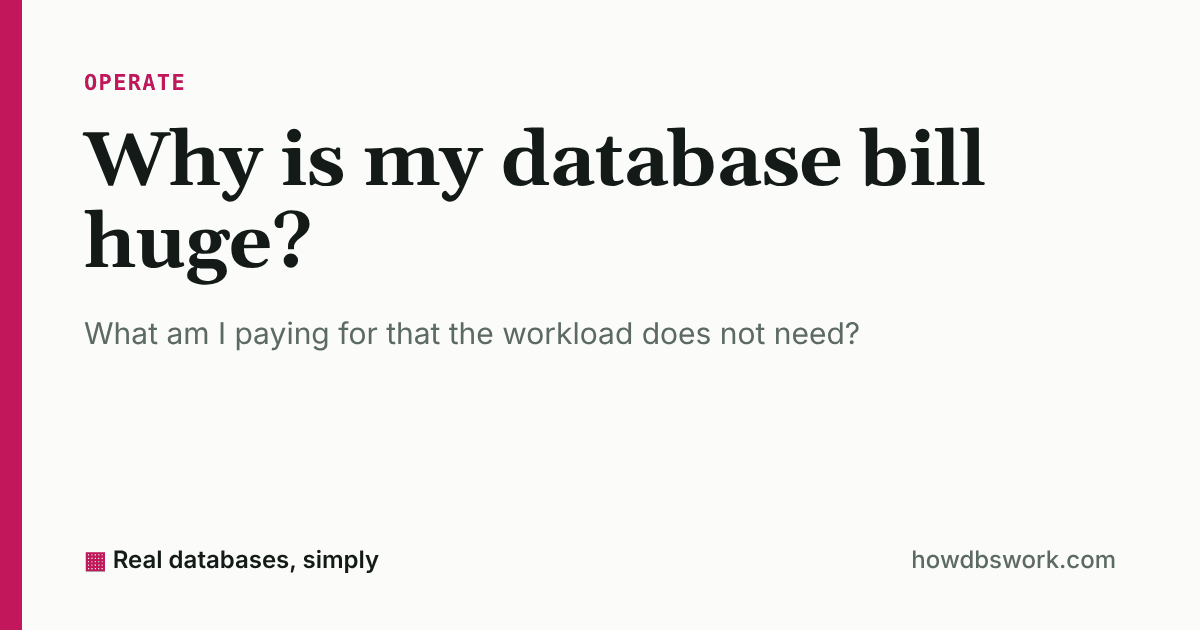 OPERATE
Why is my database bill
huge?
What am I paying for that the workload does not need?
Real databases, simply
howdbswork.com